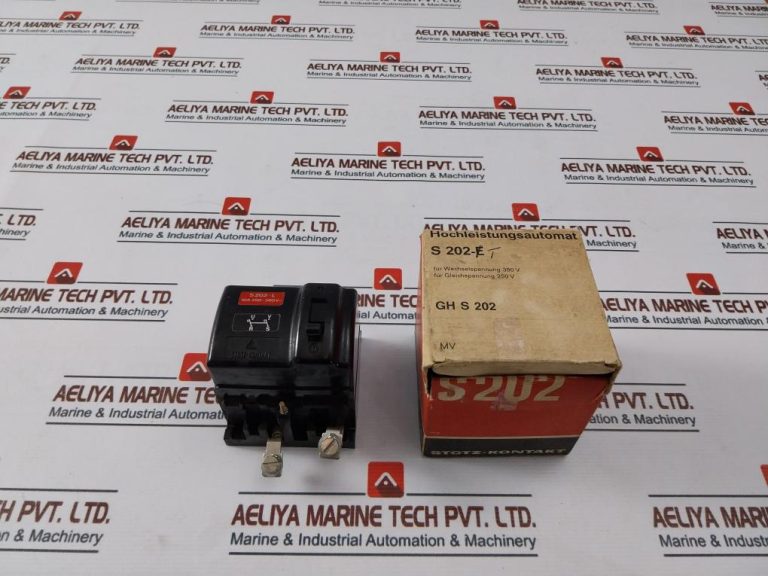 AELIYA MARINE TECH PVT. LTD.
Marine & Industrial Automation & Machinery
Hochleistungsautomat
S 202-
für Wechselspannung 380 V
für Gleichspannung 250 V
GH S 202
MV
S202
STOTZ-KONTAKT
S 202 - L
U V
R S